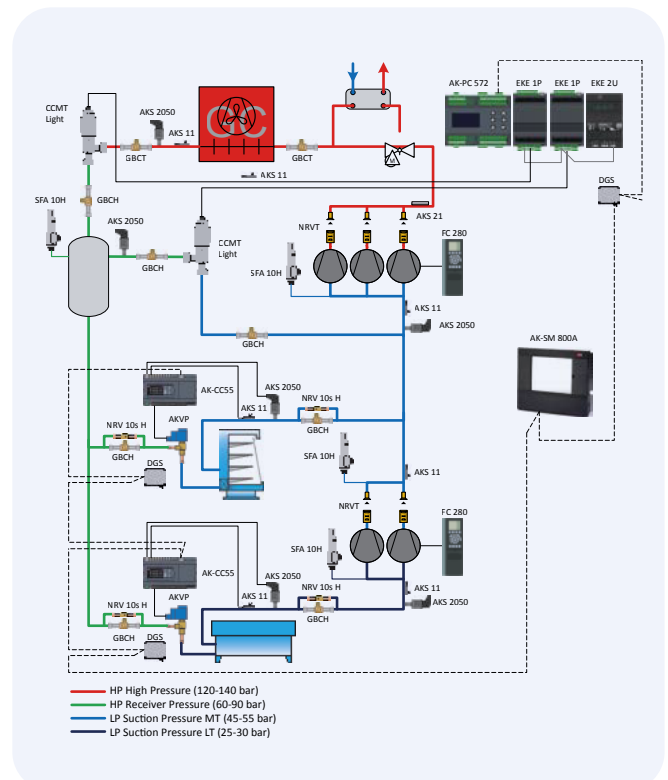 CCMT
Light
AKS 2050
AKS 11
GC
GBCT
GBCT
M
AK-PC 572
EKE 1P
EKE 1P
EKE 2U
DGS
AKS 11
AKS 21
SFA 10H
GBCH
AKS 2050
GBCH
CCMT
Light
NRVT
SFA 10H
FC 280
AKS 11
AKS 2050
GBCH
AK-SM 800A
AK-CC55
AKS 2050
AKS 11
NRV 10s H
GBCH
NRV 10s H
GBCH
AKVP
DGS
SFA 10H
AKS 11
NRVT
FC 280
SFA 10H
AK-CC55
AKS 2050
AKS 11
NRV 10s H
GBCH
AKS 11
AKS 2050
NRV 10s H
GBCH
AKVP
DGS
HP High Pressure (120-140 bar)
HP Receiver Pressure (60-90 bar)
LP Suction Pressure MT (45-55 bar)
LP Suction Pressure LT (25-30 bar)